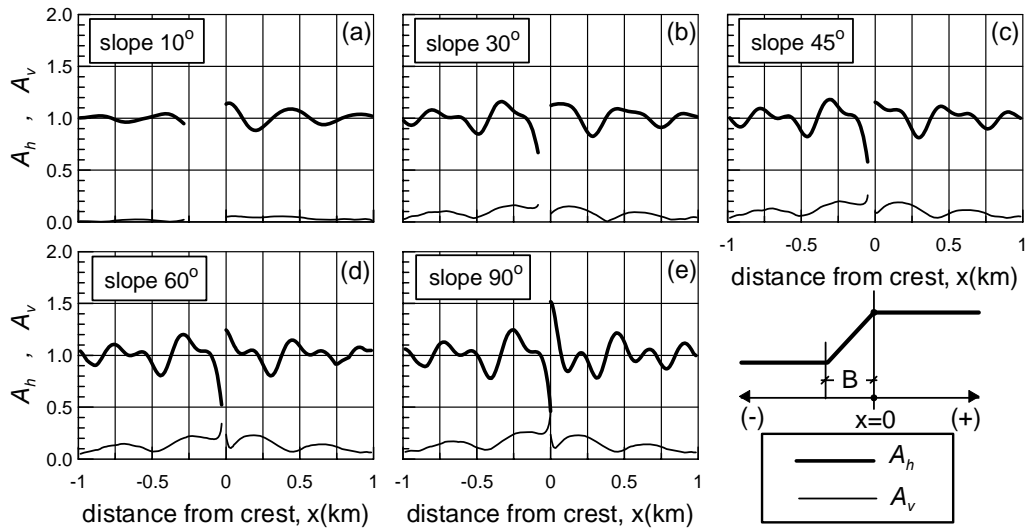 2.0
slope 10°
(a)
slope 30°
(b)
slope 45°
(c)
1.5
1.0
0.5
0.0
A_h , A_v
-1 -0.5 0 0.5 1
distance from crest, x(km)
2.0
slope 60°
(d)
slope 90°
(e)
1.5
1.0
0.5
0.0
A_h , A_v
-1 -0.5 0 0.5 1
distance from crest, x(km)
-1 -0.5 0 0.5 1
distance from crest, x(km)
B
(-)
x=0
(+)
A_h
A_v